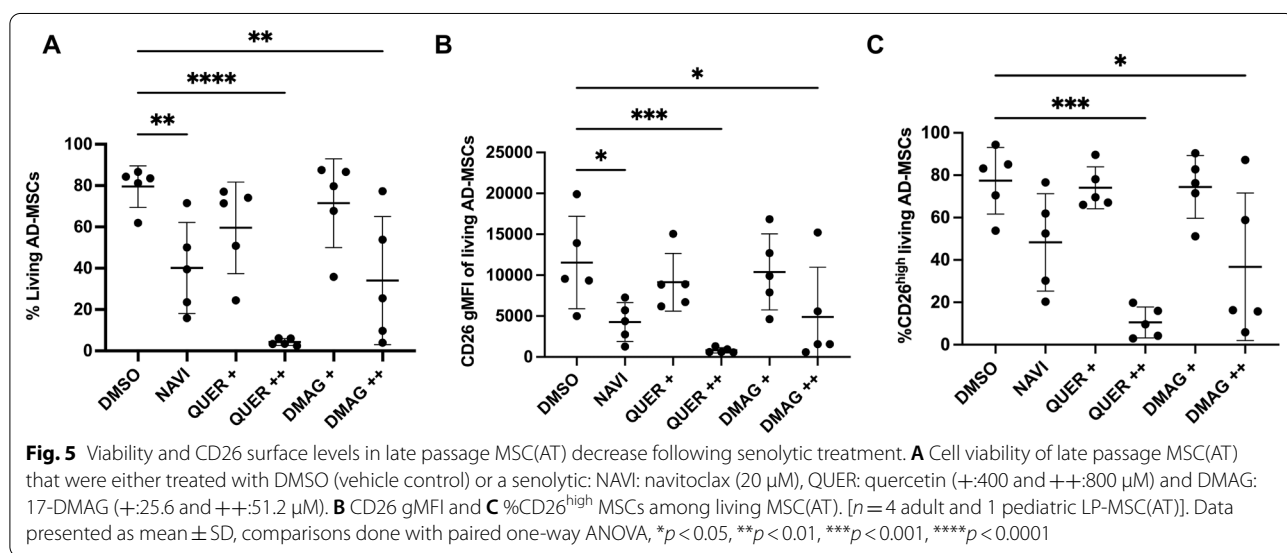 A
**
****
**
% Living AD-MSCs
100
80
60
40
20
0
DMSO
NAVI
QUER +
QUER ++
DMAG +
DMAG ++
B
*
***
*
CD26 gMFI of living AD-MSCs
25000
20000
15000
10000
5000
0
DMSO
NAVI
QUER +
QUER ++
DMAG +
DMAG ++
C
*
***
%CD26high living AD-MSCs
100
80
60
40
20
0
DMSO
NAVI
QUER +
QUER ++
DMAG +
DMAG ++
Fig. 5 Viability and CD26 surface levels in late passage MSC(AT) decrease following senolytic treatment. A Cell viability of late passage MSC(AT)
that were either treated with DMSO (vehicle control) or a senolytic: NAVI: navitoclax (20 µM), QUER: quercetin (+:400 and ++:800 µM) and DMAG:
17-DMAG (+:25.6 and ++:51.2 µM). B CD26 gMFI and C %CD26high MSCs among living MSC(AT). [n = 4 adult and 1 pediatric LP-MSC(AT)]. Data
presented as mean ± SD, comparisons done with paired one-way ANOVA, *p < 0.05, **p < 0.01, ***p < 0.001, ****p < 0.0001